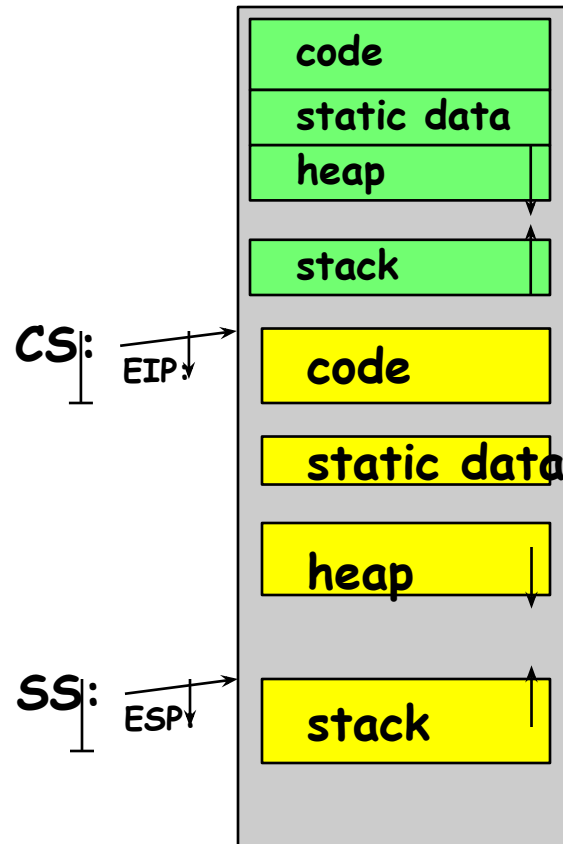 code
static data
heap
stack
CS:
EIP:
code
static data
heap
SS:
ESP:
stack